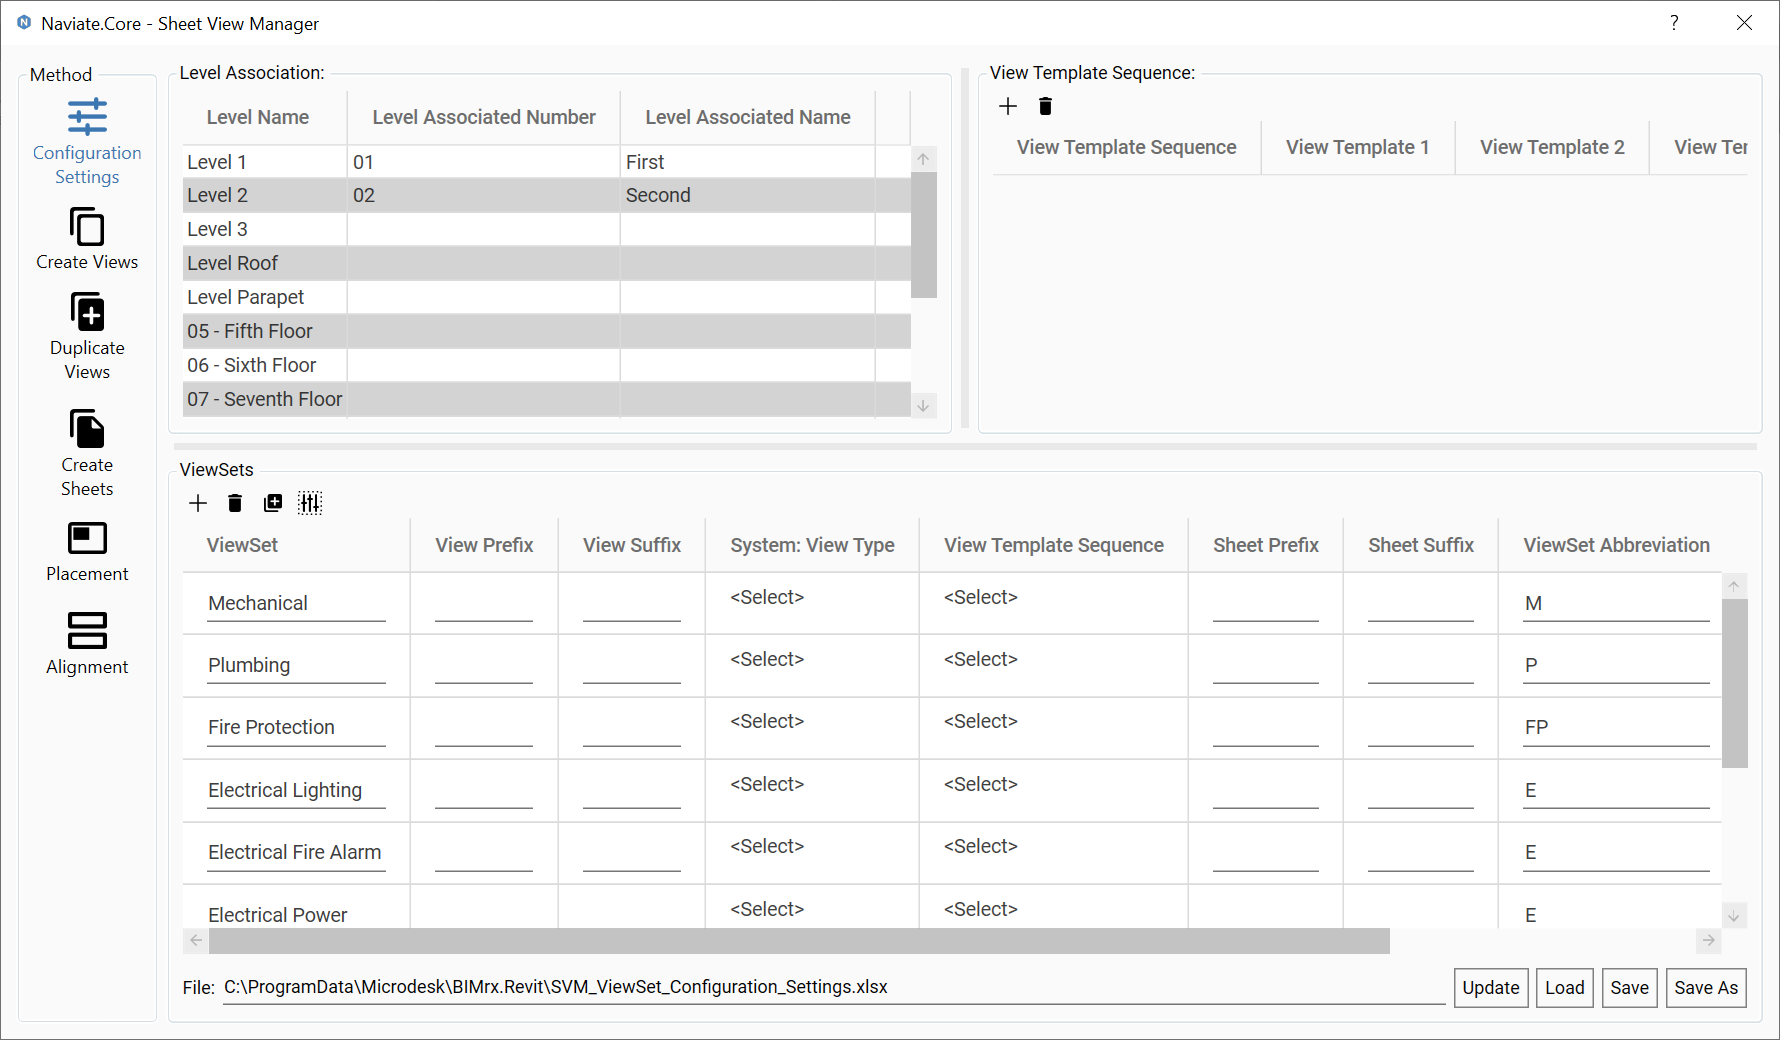 Naviate.Core - Sheet View Manager
?
Method
Configuration
Settings
Create Views
Duplicate
Views
Create
Sheets
Placement
Alignment
Level Association:
Level Name Level Associated Number Level Associated Name
Level 1 01 First
Level 2 02 Second
Level 3
Level Roof
Level Parapet
05 - Fifth Floor
06 - Sixth Floor
07 - Seventh Floor
View Template Sequence:
View Template Sequence View Template 1 View Template 2 View Ter
ViewSets
ViewSet View Prefix View Suffix System: View Type View Template Sequence Sheet Prefix Sheet Suffix ViewSet Abbreviation
Mechanical <Select> <Select> M
Plumbing <Select> <Select> P
Fire Protection <Select> <Select> FP
Electrical Lighting <Select> <Select> E
Electrical Fire Alarm <Select> <Select> E
Electrical Power <Select> <Select> E
File: C:\ProgramData\Microdesk\BIMrx.Revit\SVM_ViewSet_Configuration_Settings.xlsx
Update Load Save Save As